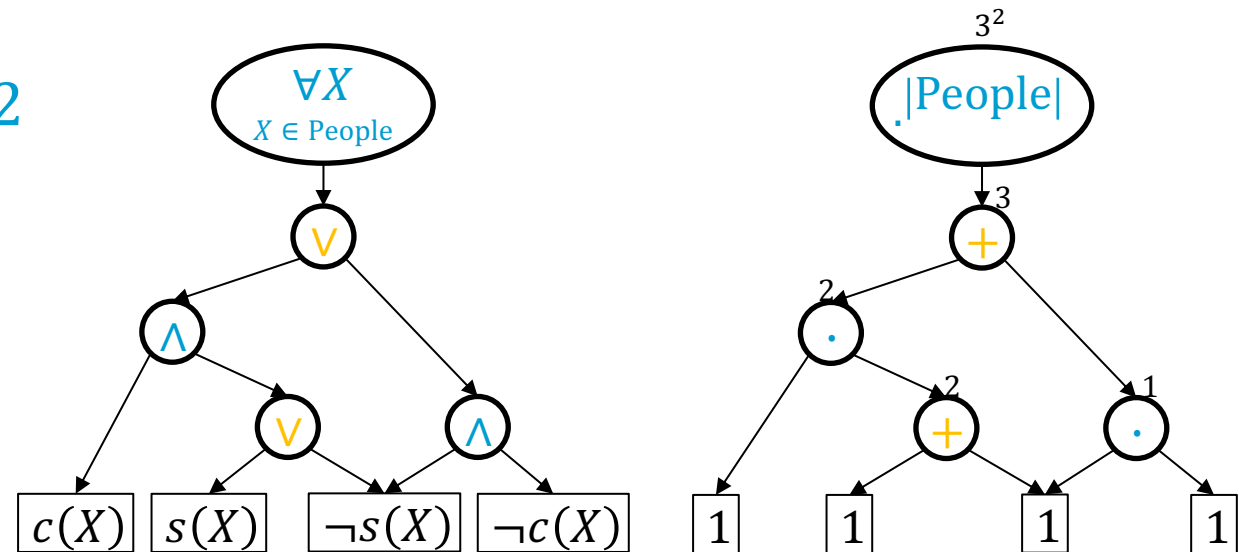 2
∀X
X ∈ People
∨
∧
∨
∧
c(X)
s(X)
¬s(X)
¬c(X)
3²
.|People|
3
+
2
·
2
+
1
·
1
1
1
1